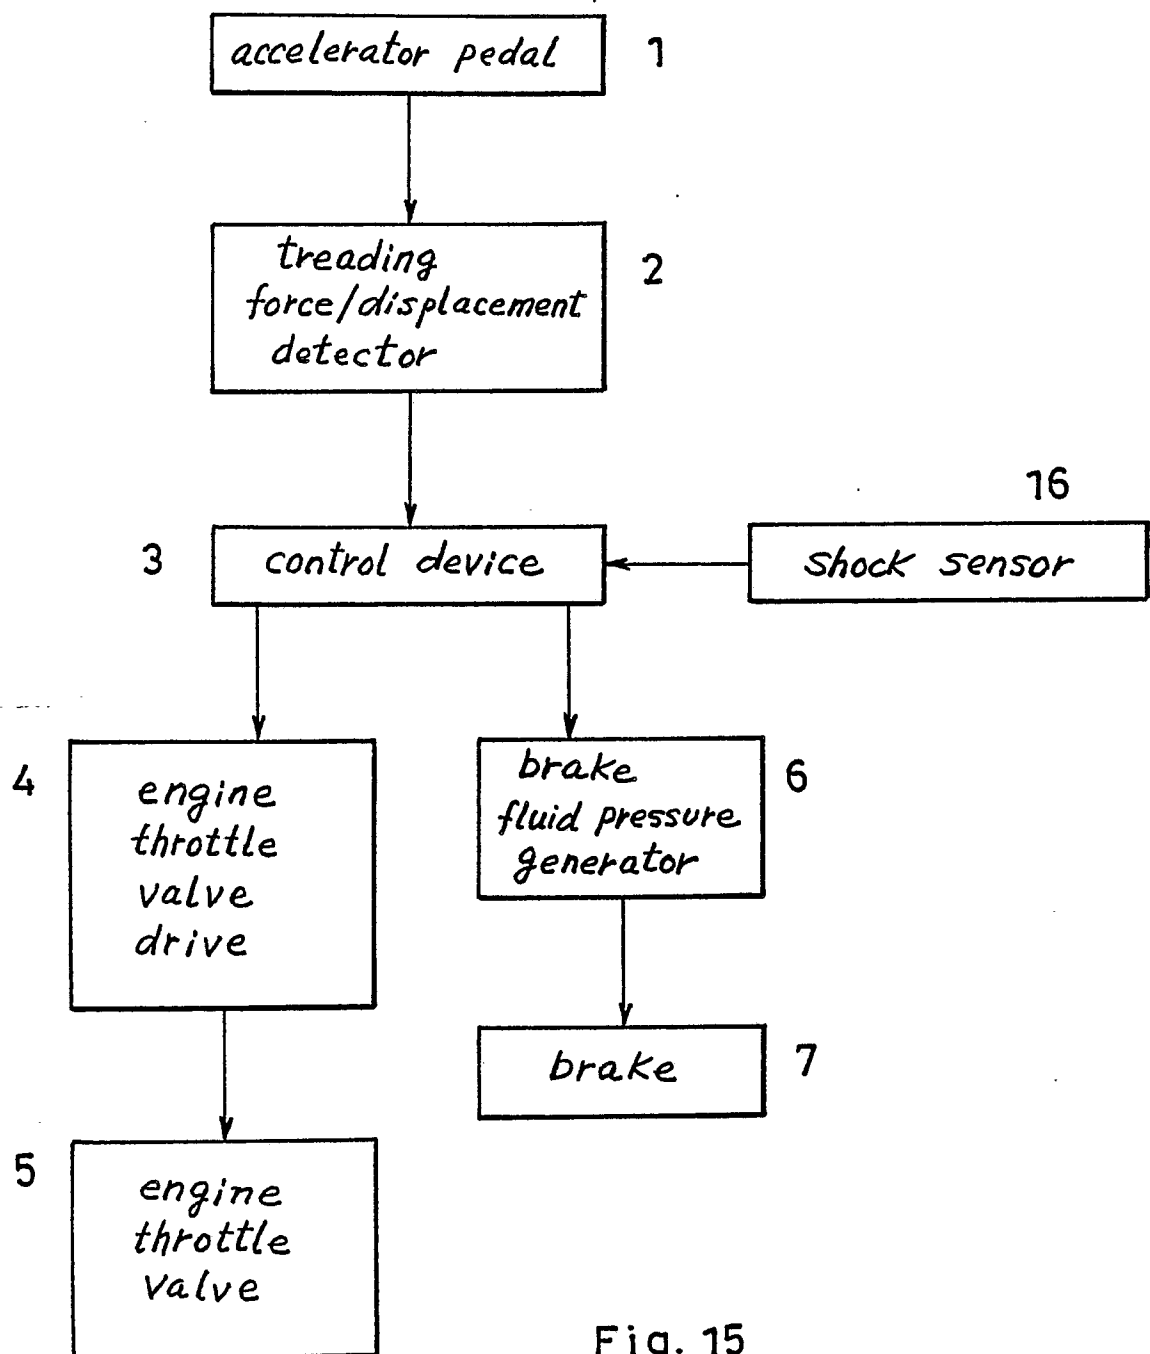 accelerator pedal
1
treading
force/displacement
detector
2
16
3
control device
shock sensor
4
engine
throttle
valve
drive
brake
fluid pressure
generator
6
brake
7
5
engine
throttle
valve
Fig. 15